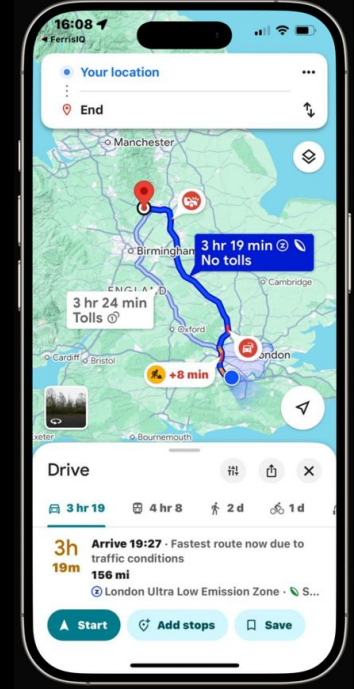 16:08
FerrisIQ
Your location
End
Manchester
Birmingham
3 hr 19 min
No tolls
ENGLAND
3 hr 24 min
Tolls
Cambridge
Oxford
Cardiff
Bristol
London
+8 min
Exeter
Bournemouth
Drive
3 hr 19
4 hr 8
2 d
1 d
3h
19m
Arrive 19:27 · Fastest route now due to
traffic conditions
156 mi
London Ultra Low Emission Zone · S...
Start
Add stops
Save